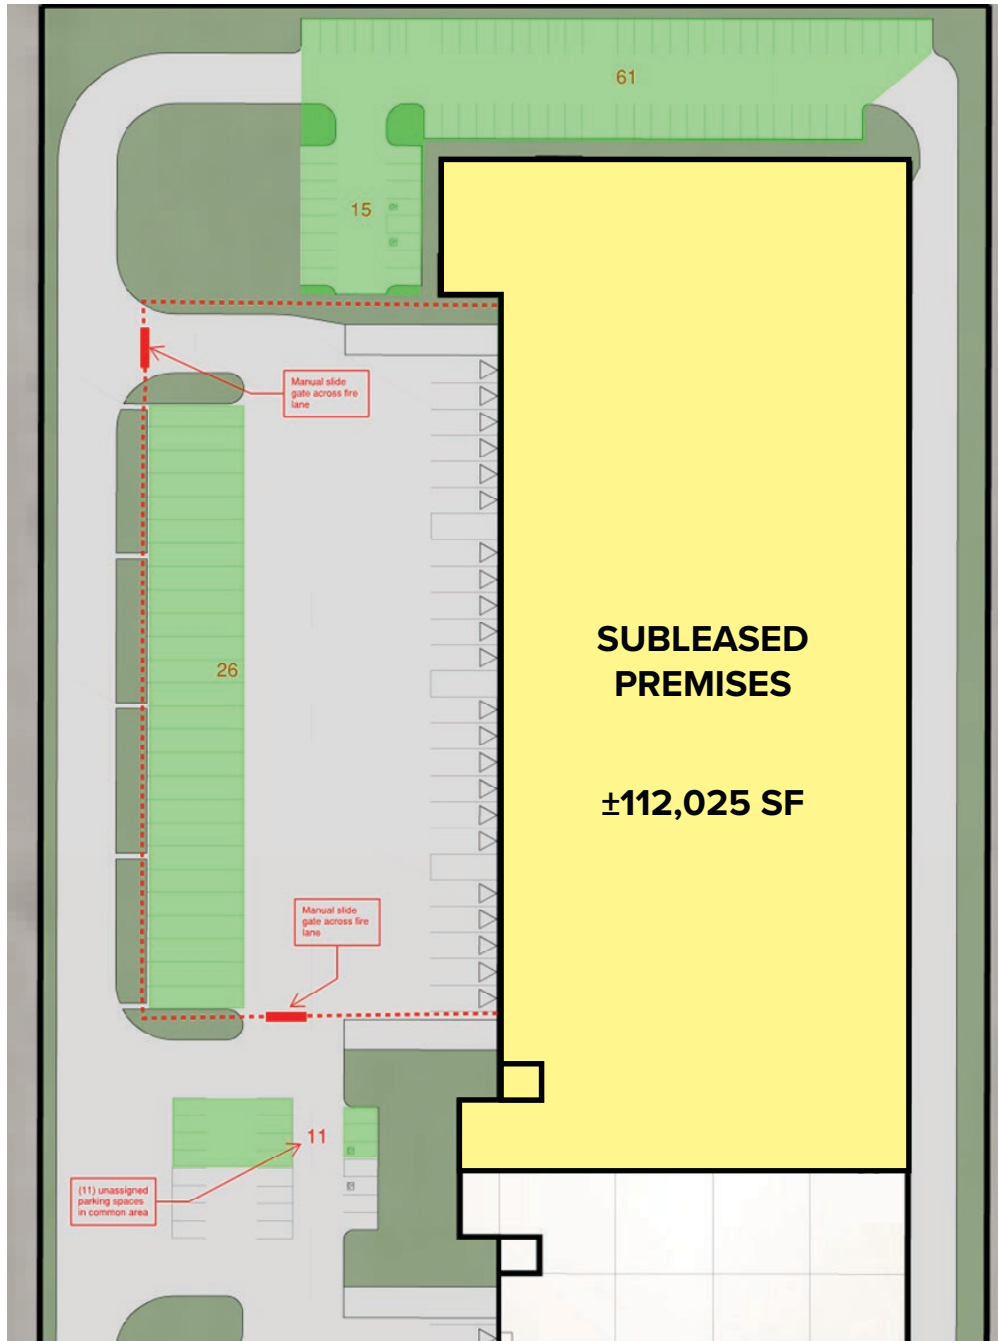 61
15
Manual slide
gate across fire
lane
26
SUBLEASED
PREMISES
±112,025 SF
Manual slide
gate across fire
lane
11
(11) unassigned
parking spaces
in common area